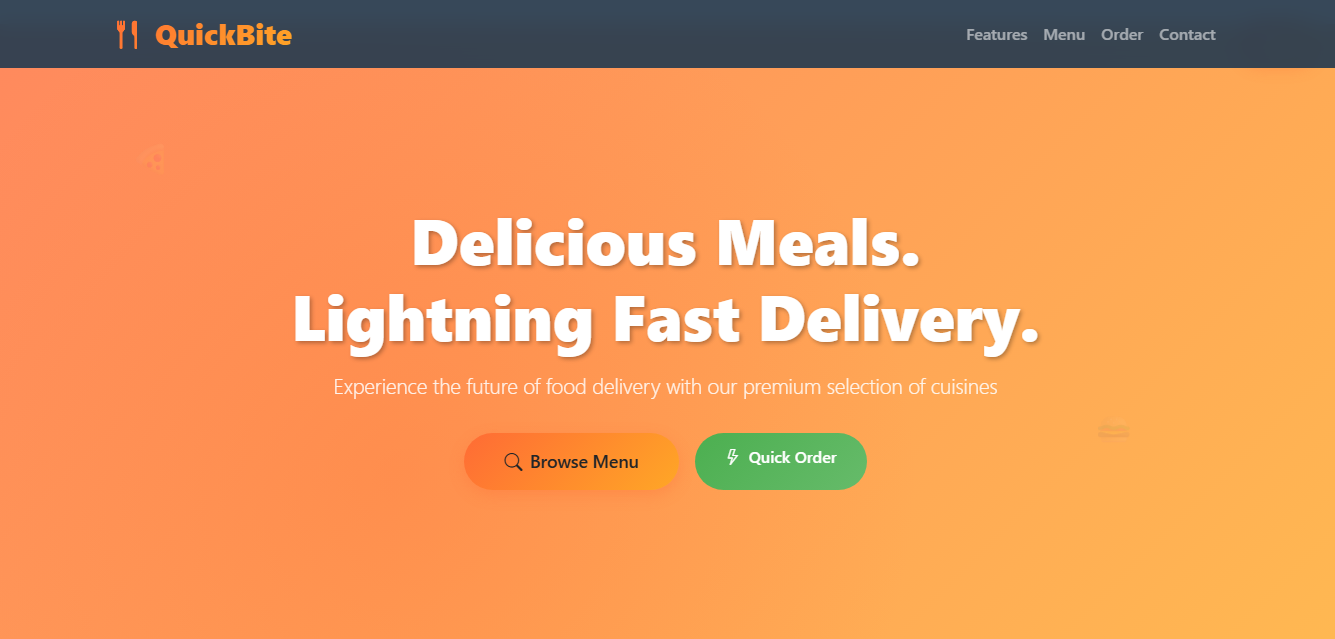 QuickBite
Features Menu Order Contact
Delicious Meals.
Lightning Fast Delivery.
Experience the future of food delivery with our premium selection of cuisines
Browse Menu
Quick Order